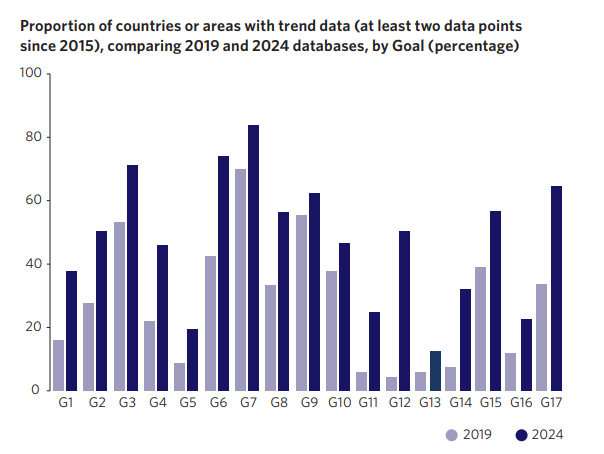 Proportion of countries or areas with trend data (at least two data points
since 2015), comparing 2019 and 2024 databases, by Goal (percentage)
100
80
60
40
20
0
G1 G2 G3 G4 G5 G6 G7 G8 G9 G10 G11 G12 G13 G14 G15 G16 G17
2019 2024